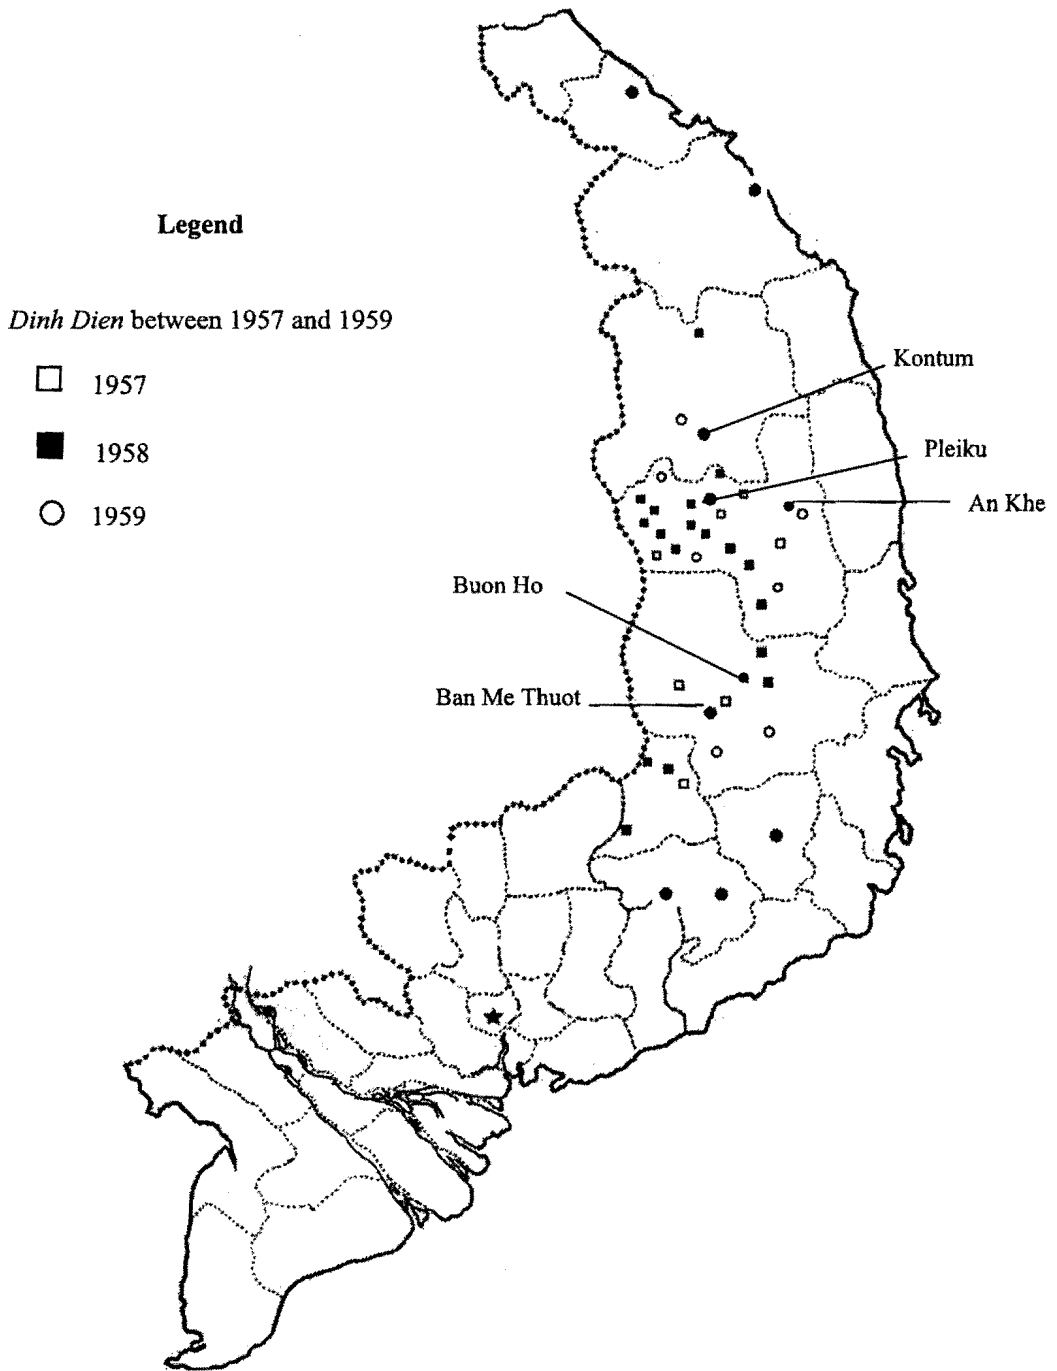 Legend
Dinh Dien between 1957 and 1959
1957
1958
1959
Kontum
Pleiku
An Khe
Buon Ho
Ban Me Thuot